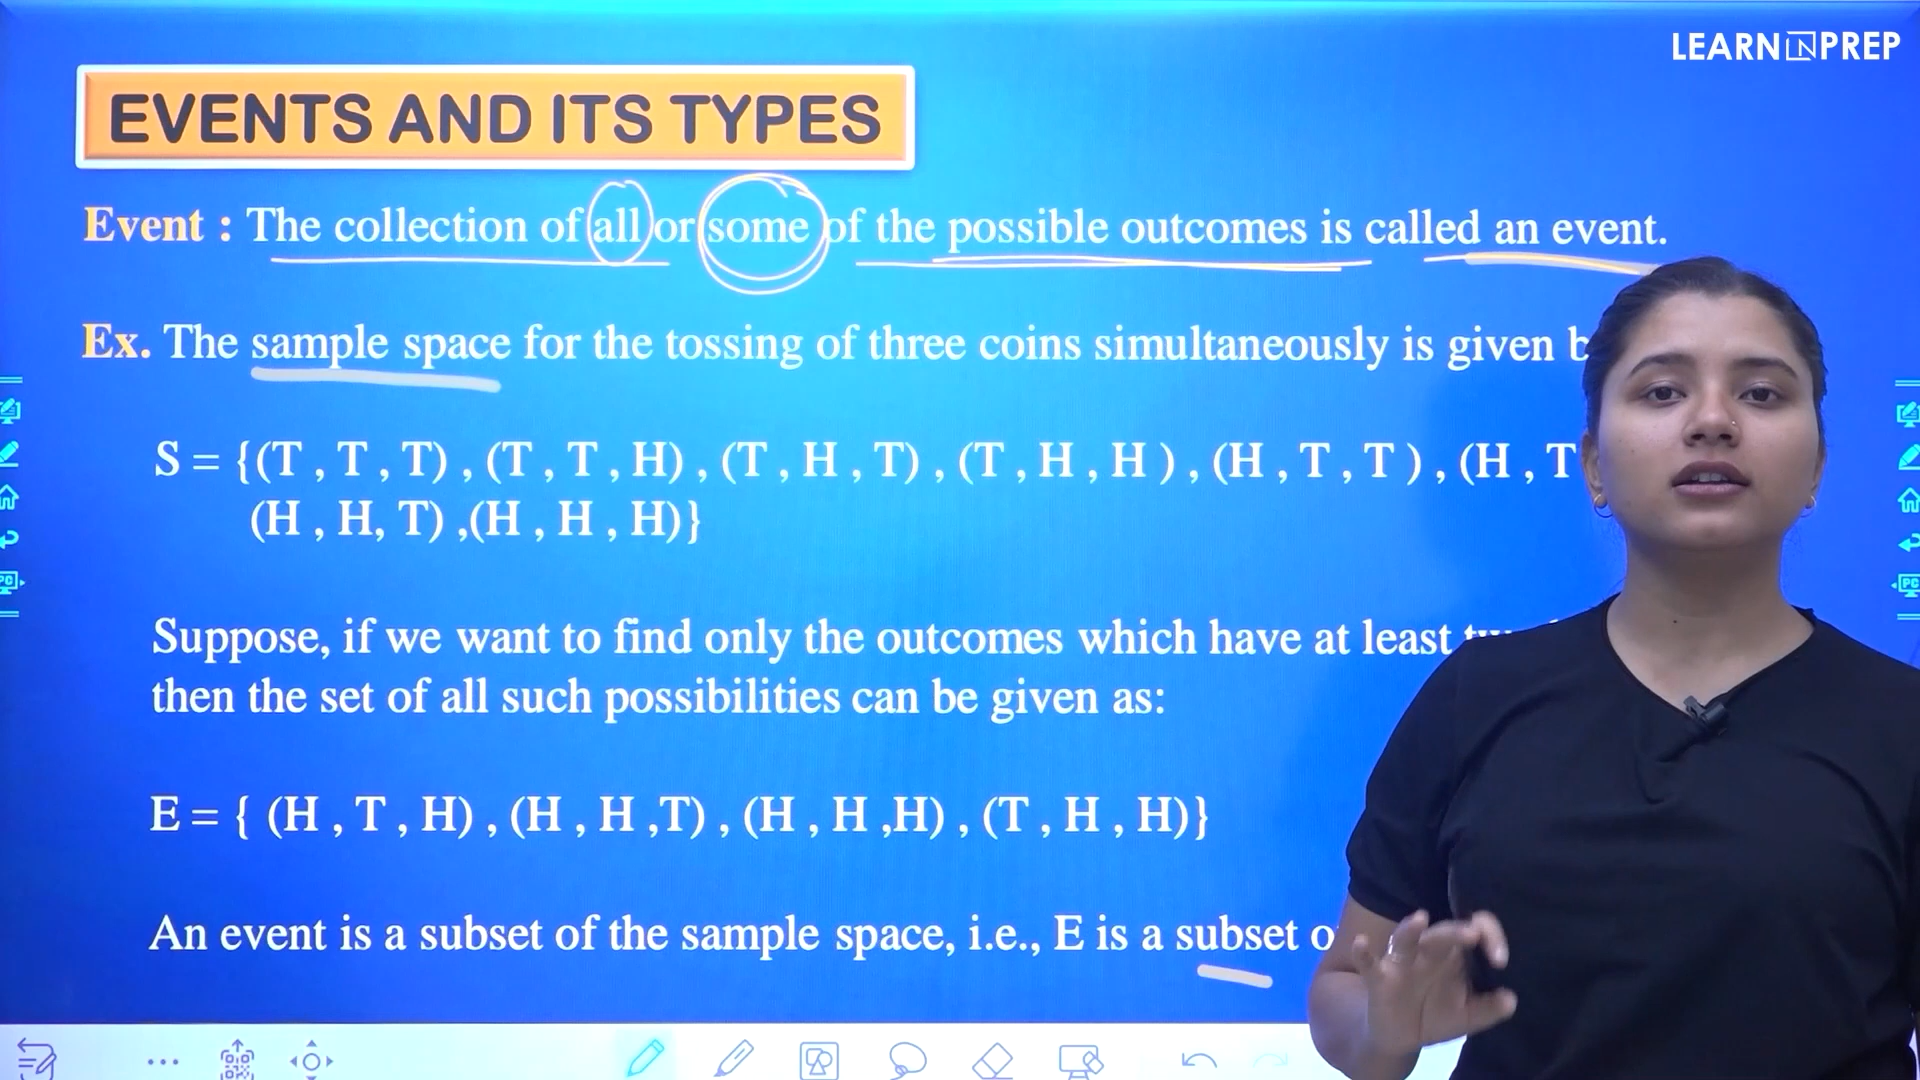 LEARN IN PREP
EVENTS AND ITS TYPES
Event : The collection of all or some of the possible outcomes is called an event.
Ex. The sample space for the tossing of three coins simultaneously is given
S = {(T , T , T) , (T , T , H) , (T , H , T) , (T , H , H ) , (H , T , T ) , (H , T
(H , H, T) ,(H , H , H)}
Suppose, if we want to find only the outcomes which have at least
then the set of all such possibilities can be given as:
E = { (H , T , H) , (H , H ,T) , (H , H ,H) , (T , H , H)}
An event is a subset of the sample space, i.e., E is a subset
PC
PC